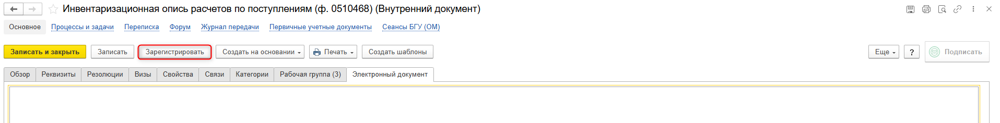 Инвентаризационная опись расчетов по поступлениям (ф. 0510468) (Внутренний документ)
Основное Процессы и задачи Переписка Форум Журнал передачи Первичные учетные документы Сеансы БГУ (ОМ)
Записать и закрыть Записать Зарегистрировать Создать на основании Печать Создать шаблоны Еще ? Подписать
Обзор Реквизиты Резолюции Визы Свойства Связи Категории Рабочая группа (3) Электронный документ